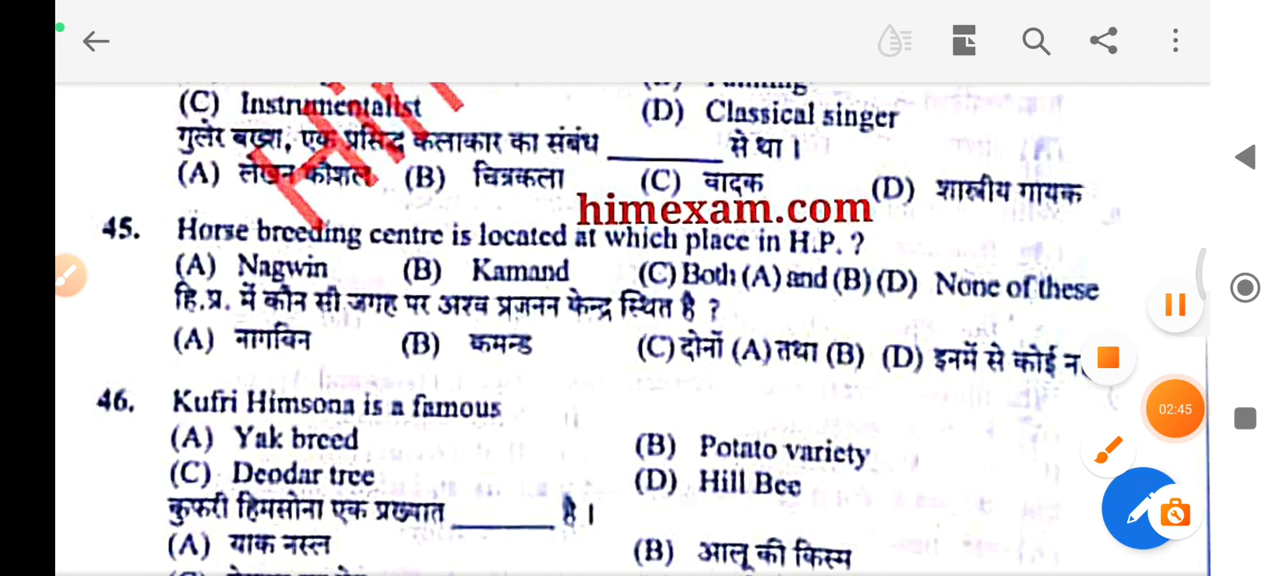 (C) Instrumentalist (D) Classical singer
गुलेर बख्श, एक प्रसिद्ध कलाकार का संबंध ________ से था ।
(A) लेखन कौशल (B) चित्रकला (C) वादक (D) शास्त्रीय गायक
himexam.com
45. Horse breeding centre is located at which place in H.P. ?
(A) Nagwin (B) Kamand (C) Both (A) and (B) (D) None of these
हि.प्र. में कौन सी जगह पर अश्व प्रजनन केन्द्र स्थित है ?
(A) नागविन (B) कमन्ड (C) दोनों (A) तथा (B) (D) इनमें से कोई
46. Kufri Himsona is a famous
(A) Yak breed (B) Potato variety
(C) Deodar tree (D) Hill Bee
कुफरी हिमसोना एक प्रख्यात ________ है ।
(A) याक नस्ल (B) आलू की किस्म
02:45